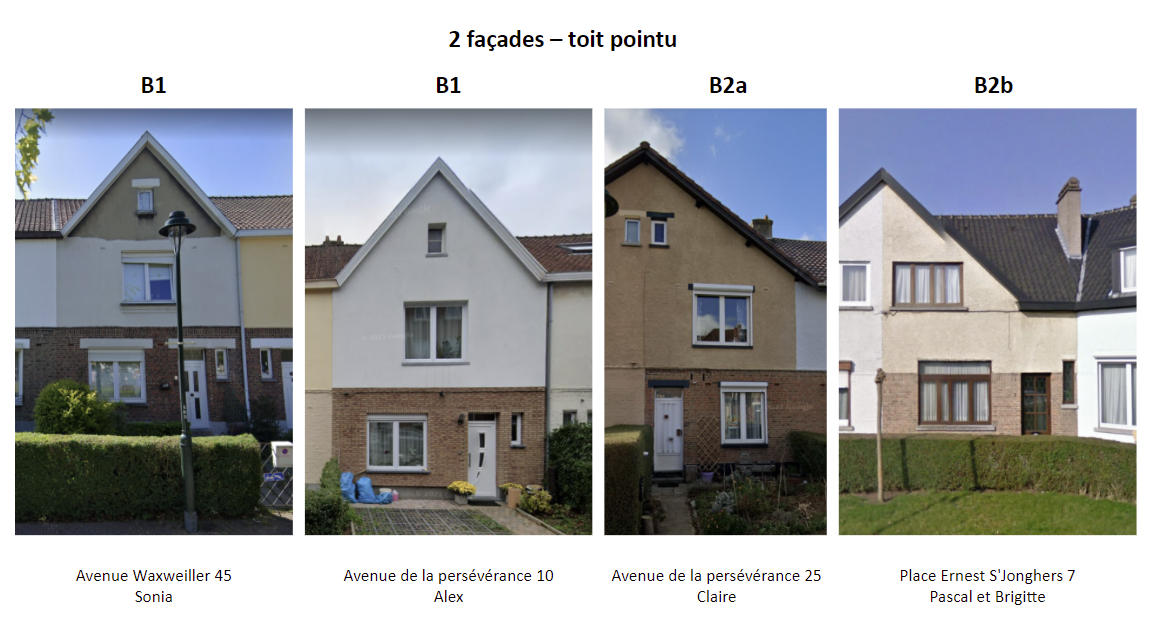 2 façades – toit pointu
B1
B1
B2a
B2b
Avenue Waxweiller 45
Sonia
Avenue de la persévérance 10
Alex
Avenue de la persévérance 25
Claire
Place Ernest S'Jonghers 7
Pascal et Brigitte